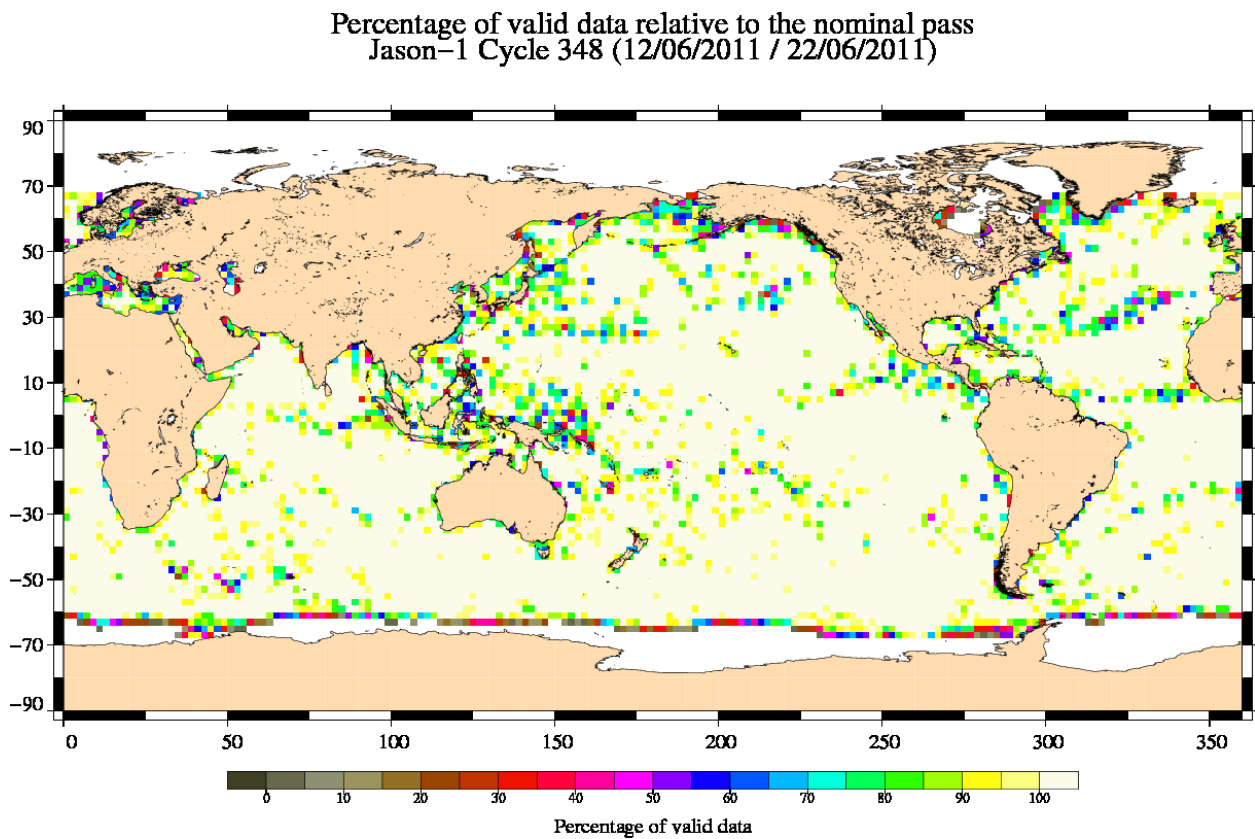 Percentage of valid data relative to the nominal pass
Jason-1 Cycle 348 (12/06/2011 / 22/06/2011)
90
70
50
30
10
-10
-30
-50
-70
-90
0 50 100 150 200 250 300 350
0 10 20 30 40 50 60 70 80 90 100
Percentage of valid data